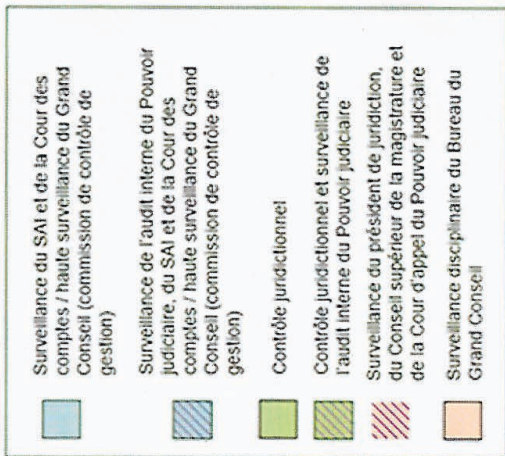 Surveillance du SAI et de la Cour des
comptes / haute surveillance du Grand
Conseil (commission de contrôle de
gestion)
Surveillance de l'audit interne du Pouvoir
judiciaire, du SAI et de la Cour des
comptes / haute surveillance du Grand
Conseil (commission de contrôle de
gestion)
Contrôle juridictionnel
Contrôle juridictionnel et surveillance de
l'audit interne du Pouvoir judiciaire
Surveillance du président de juridiction,
du Conseil supérieur de la magistrature et
de la Cour d'appel du Pouvoir judiciaire
Surveillance disciplinaire du Bureau du
Grand Conseil